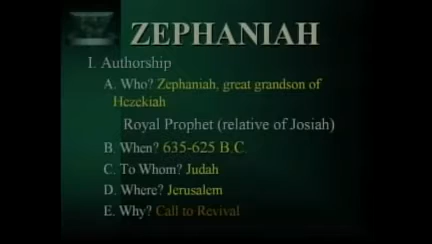 ZEPHANIAH
I. Authorship
A. Who? Zephaniah, great grandson of
Hezekiah
Royal Prophet (relative of Josiah)
B. When? 635-625 B.C.
C. To Whom? Judah
D. Where? Jerusalem
E. Why? Call to Revival